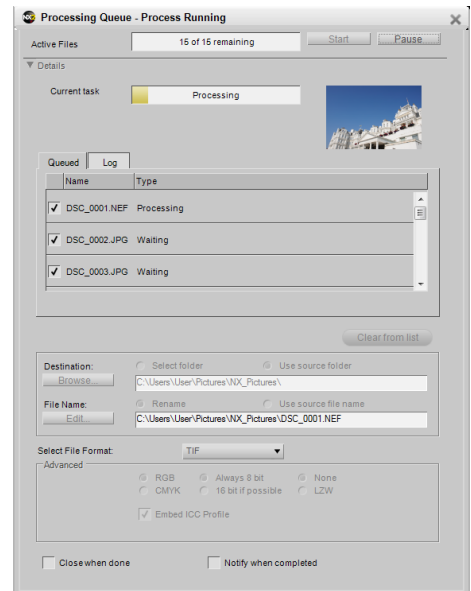 NX2 Processing Queue - Process Running
Active Files 15 of 15 remaining Start Pause
Details
Current task Processing
Queued Log
Name Type
DSC_0001.NEF Processing
DSC_0002.JPG Waiting
DSC_0003.JPG Waiting
Clear from list
Destination: Select folder Use source folder
Browse... C:\Users\User\Pictures\NX_Pictures\
File Name: Rename Use source file name
Edit... C:\Users\User\Pictures\NX_Pictures\DSC_0001.NEF
Select File Format: TIF
Advanced
RGB Always 8 bit None
CMYK 16 bit if possible LZW
Embed ICC Profile
Close when done Notify when completed